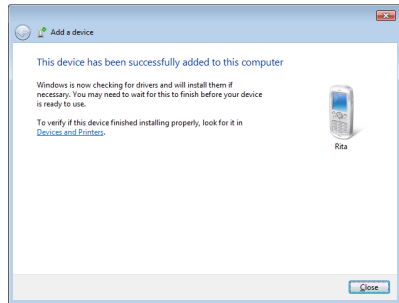 Add a device
This device has been successfully added to this computer
Windows is now checking for drivers and will install them if
necessary. You may need to wait for this to finish before your device
is ready to use.
To verify if this device finished installing properly, look for it in
Devices and Printers.
Rita
Close